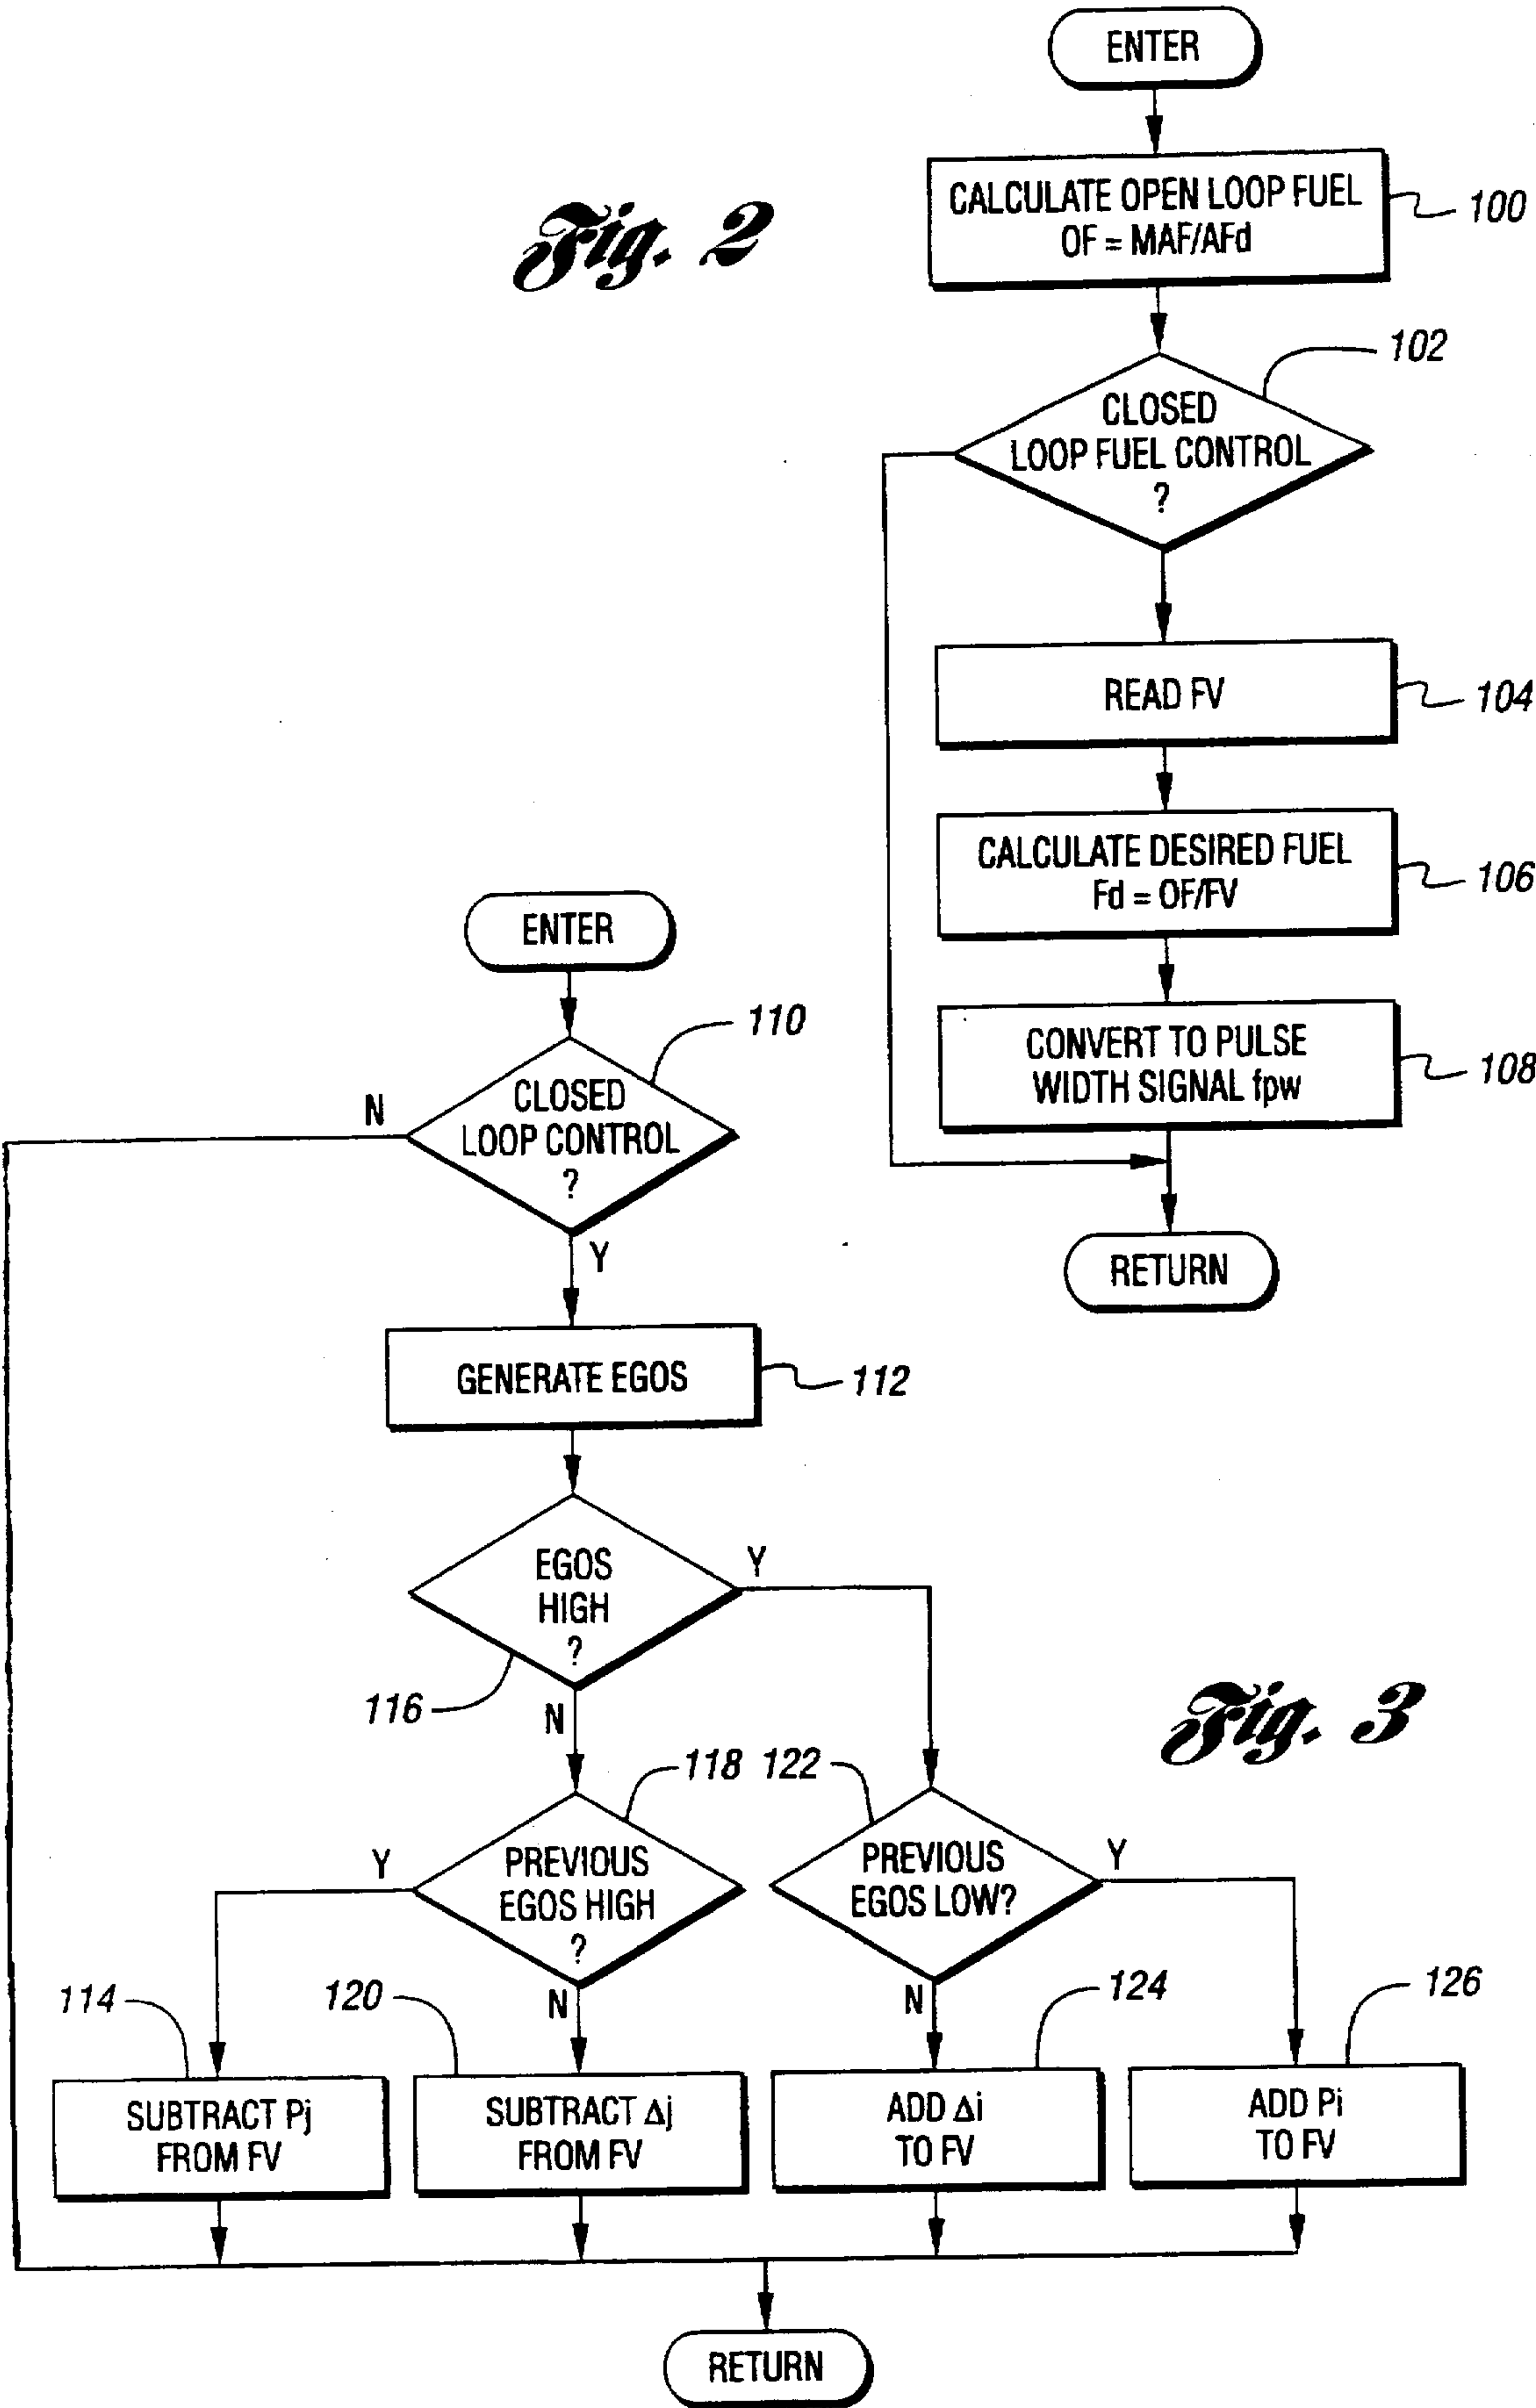 Fig. 2
ENTER
CALCULATE OPEN LOOP FUEL
OF = MAF/AFd
100
102
CLOSED
LOOP FUEL CONTROL
?
READ FV
104
CALCULATE DESIRED FUEL
Fd = OF/FV
106
CONVERT TO PULSE
WIDTH SIGNAL fpw
108
RETURN
Fig. 3
ENTER
110
CLOSED
LOOP CONTROL
?
N
Y
GENERATE EGOS
112
EGOS
HIGH
?
Y
116
N
118
122
PREVIOUS
EGOS HIGH
?
Y
N
PREVIOUS
EGOS LOW?
Y
N
114
120
124
126
SUBTRACT Pj
FROM FV
SUBTRACT Δj
FROM FV
ADD Δi
TO FV
ADD Pi
TO FV
RETURN